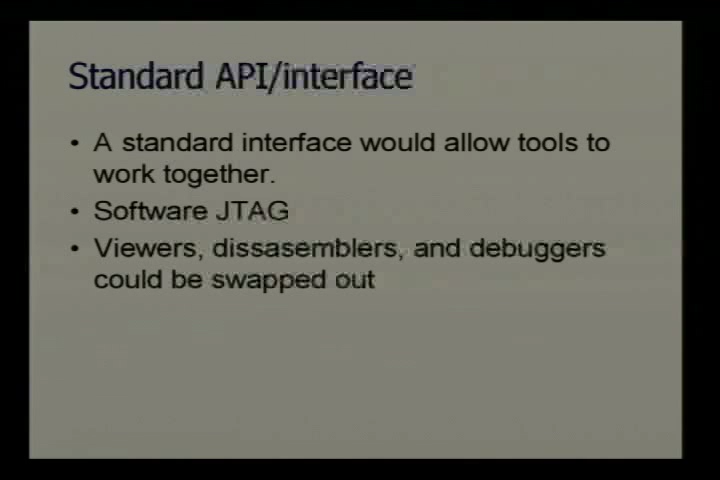 Standard API/interface
• A standard interface would allow tools to
work together.
• Software JTAG
• Viewers, dissasemblers, and debuggers
could be swapped out